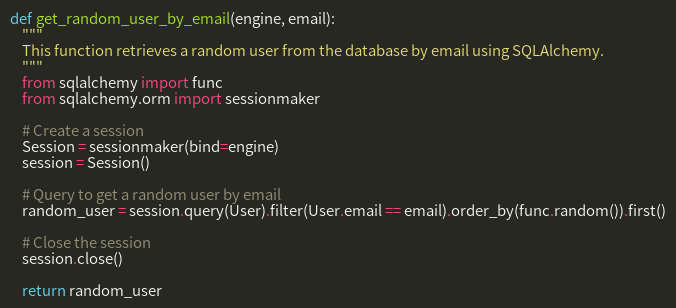 def get_random_user_by_email(engine, email):
    """
    This function retrieves a random user from the database by email using SQLAlchemy.
    """
    from sqlalchemy import func
    from sqlalchemy.orm import sessionmaker

    # Create a session
    Session = sessionmaker(bind=engine)
    session = Session()

    # Query to get a random user by email
    random_user = session.query(User).filter(User.email == email).order_by(func.random()).first()

    # Close the session
    session.close()

    return random_user